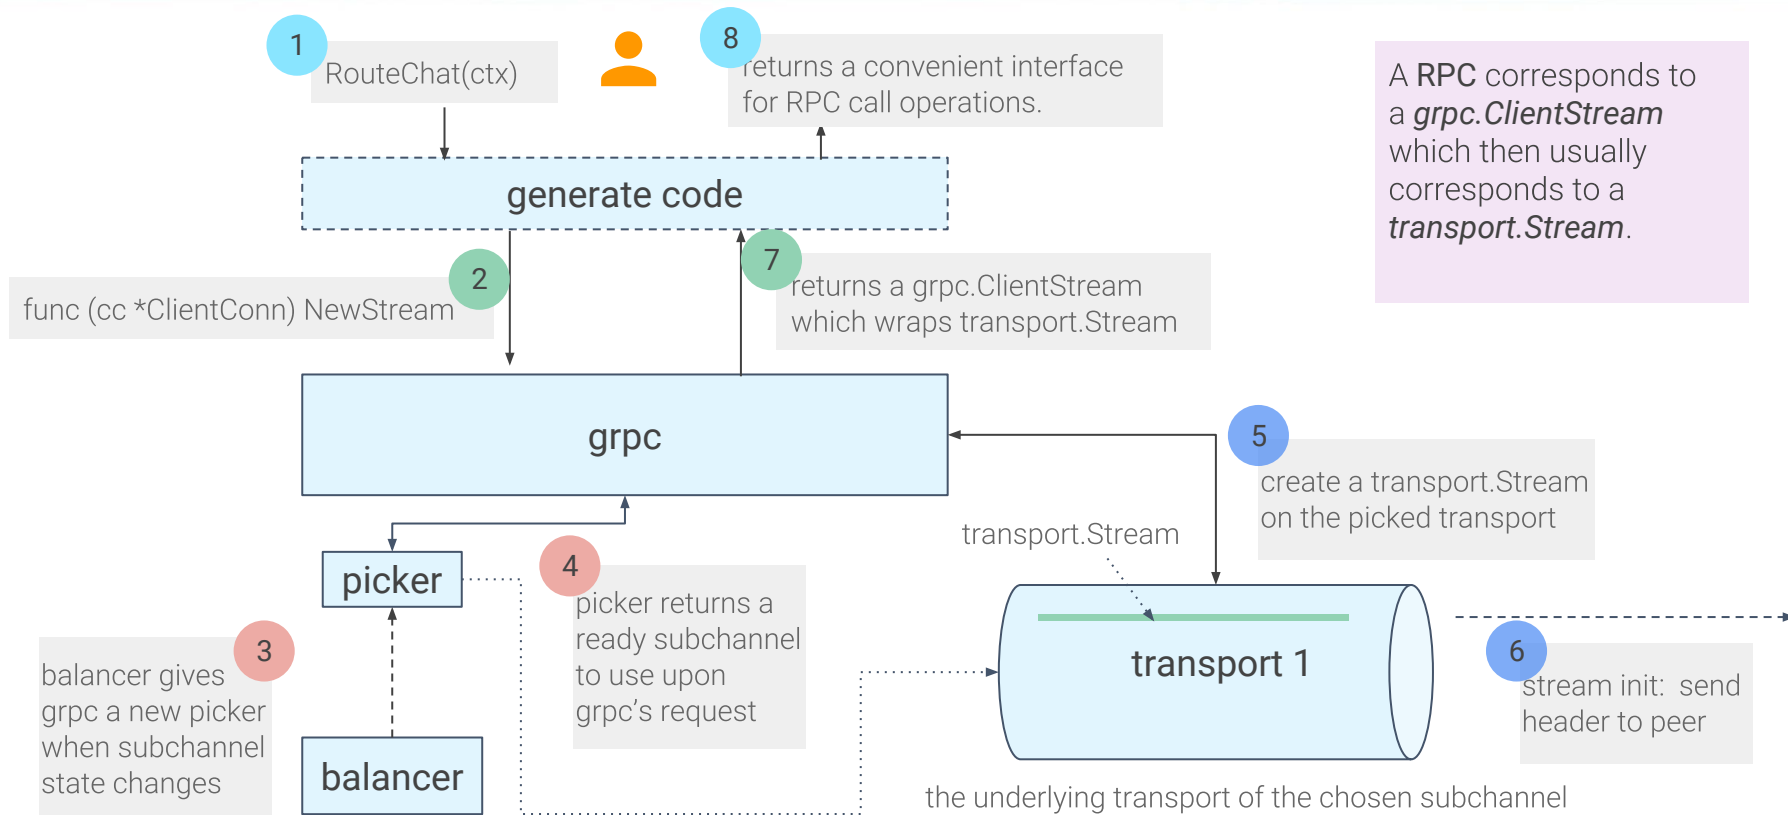 1
RouteChat(ctx)
8
returns a convenient interface
for RPC call operations.
A RPC corresponds to
a grpc.ClientStream
which then usually
corresponds to a
transport.Stream.
generate code
2
func (cc *ClientConn) NewStream
7
returns a grpc.ClientStream
which wraps transport.Stream
grpc
5
create a transport.Stream
on the picked transport
transport.Stream
picker
4
picker returns a
ready subchannel
to use upon
grpc's request
3
balancer gives
grpc a new picker
when subchannel
state changes
balancer
transport 1
6
stream init:  send
header to peer
the underlying transport of the chosen subchannel